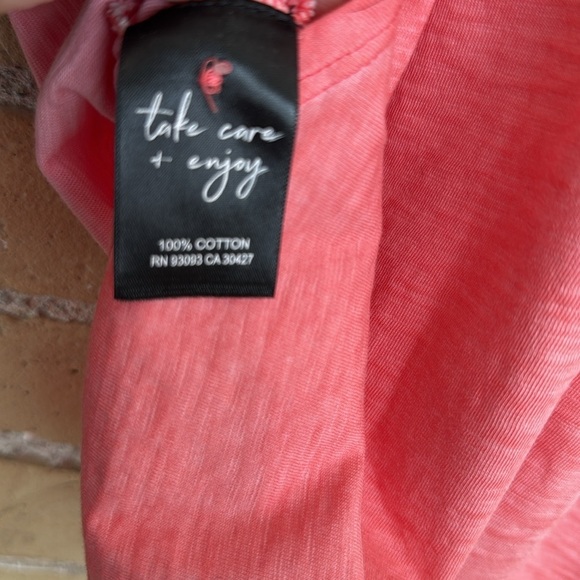 take care
+ enjoy
100% COTTON
RN 93093 CA 30427